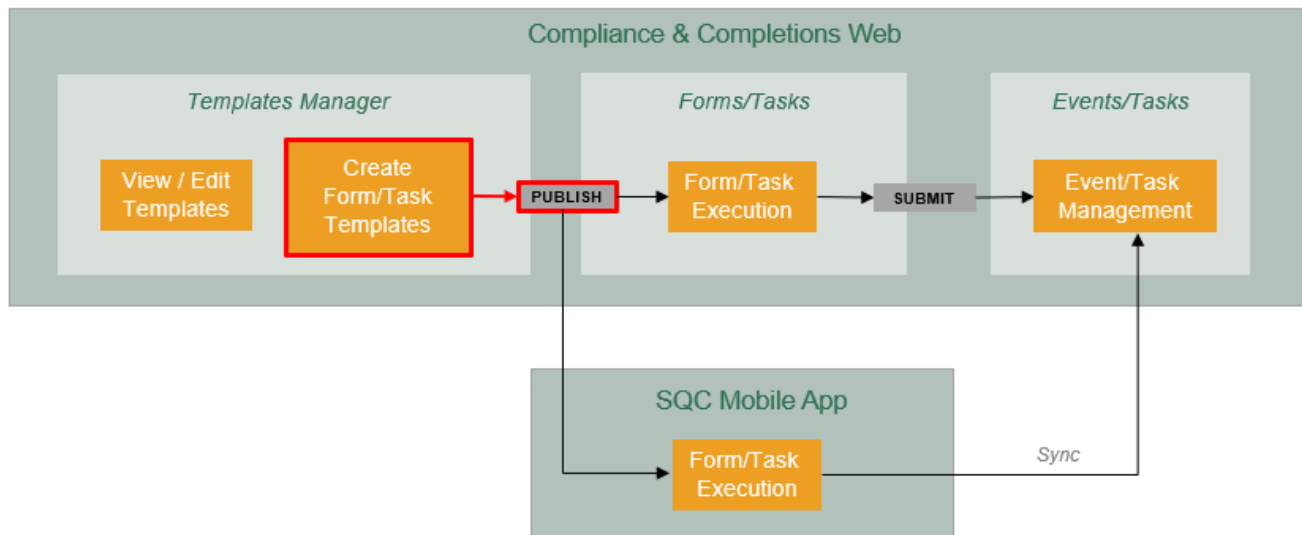 Compliance & Completions Web
Templates Manager
View / Edit
Templates
Create
Form/Task
Templates
PUBLISH
Forms/Tasks
Form/Task
Execution
SUBMIT
Events/Tasks
Event/Task
Management
SQC Mobile App
Form/Task
Execution
Sync